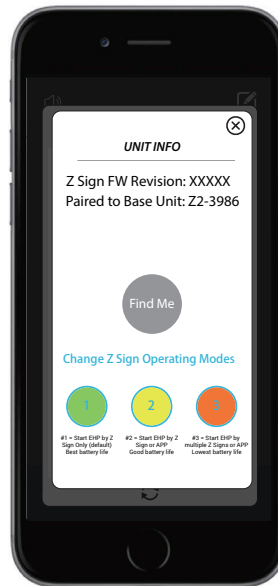 UNIT INFO
Z Sign FW Revision: XXXXX
Paired to Base Unit: Z2-3986
Find Me
Change Z Sign Operating Modes
1 2 3
#1 = Start EHP by Z
Sign Only (default)
Best battery life
#2 = Start EHP by Z
Sign or APP
Good battery life
#3 = Start EHP by
multiple Z Signs or APP
Lowest battery life